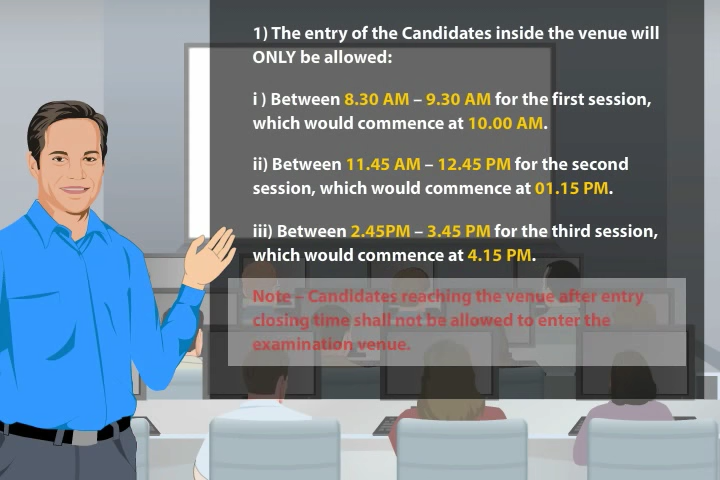 1) The entry of the Candidates inside the venue will
ONLY be allowed:
i ) Between 8.30 AM – 9.30 AM for the first session,
which would commence at 10.00 AM.
ii) Between 11.45 AM – 12.45 PM for the second
session, which would commence at 01.15 PM.
iii) Between 2.45PM – 3.45 PM for the third session,
which would commence at 4.15 PM.
Note – Candidates reaching the venue after entry
closing time shall not be allowed to enter the
examination venue.